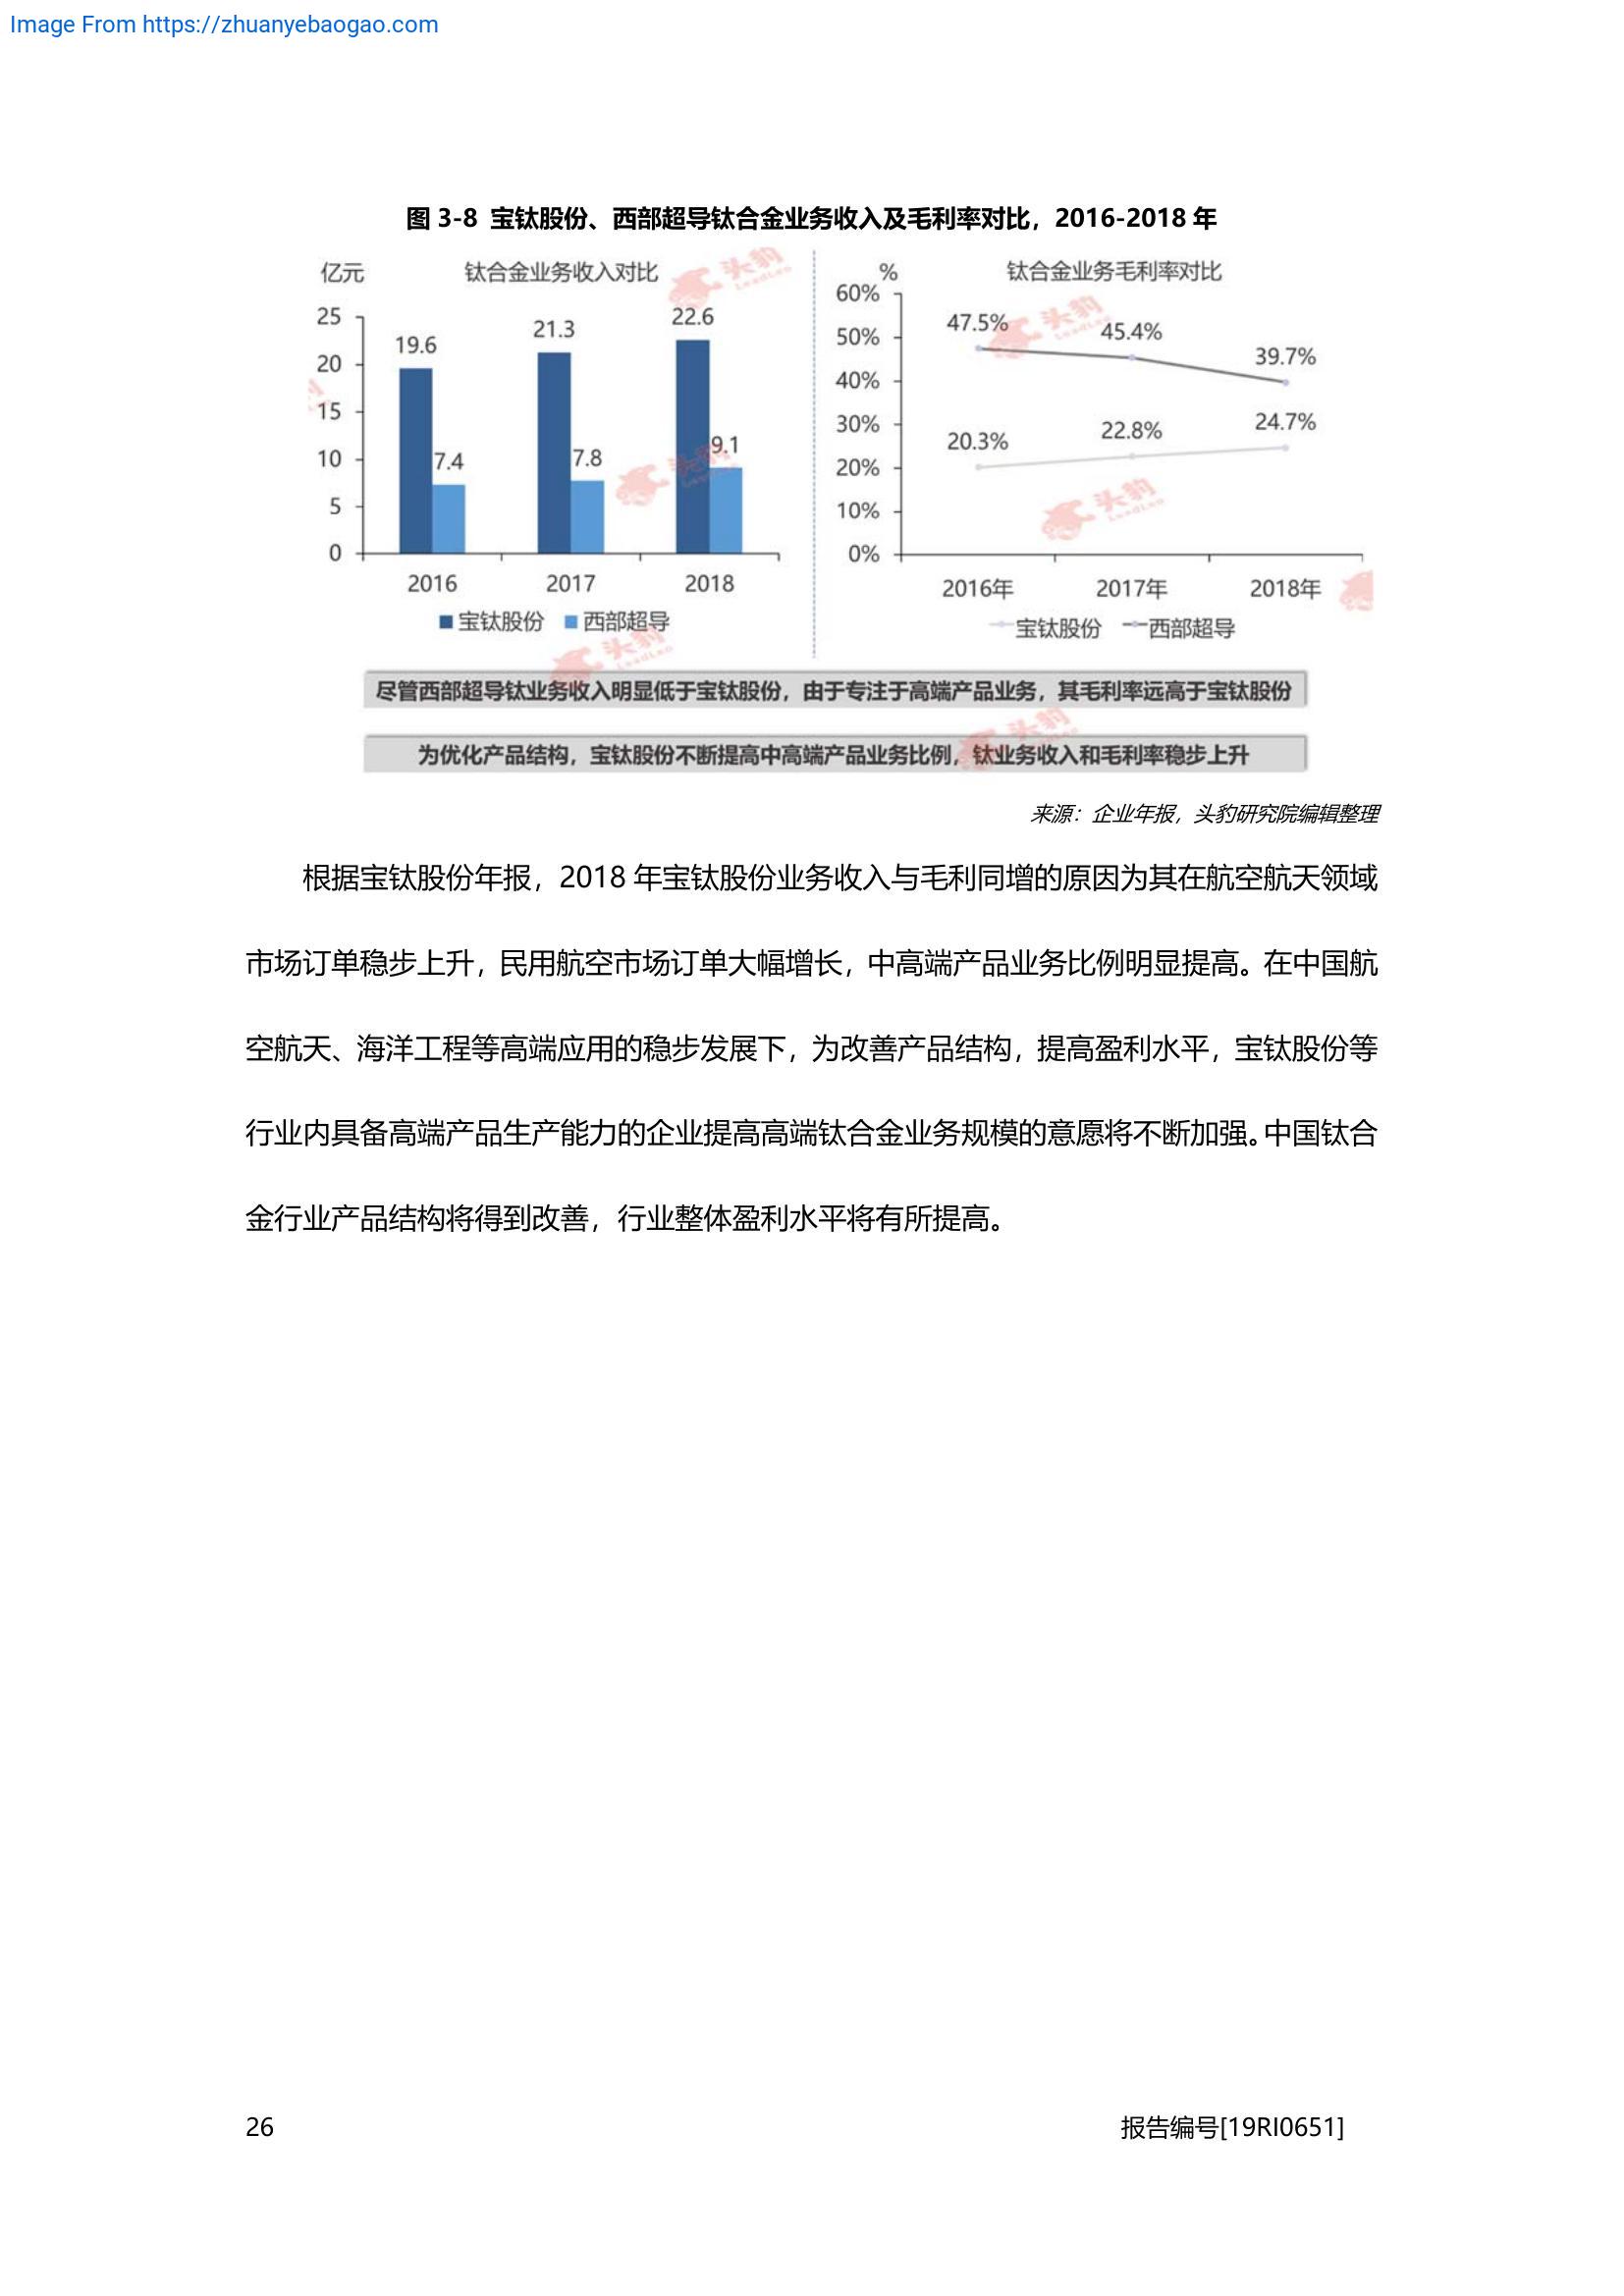 Image From https://zhuanyebaogao.com
图 3-8 宝钛股份、西部超导钛合金业务收入及毛利率对比，2016-2018 年
亿元
钛合金业务收入对比
25
20
15
10
5
0
19.6
7.4
21.3
7.8
22.6
9.1
2016
2017
2018
宝钛股份
西部超导
%
钛合金业务毛利率对比
60%
50%
40%
30%
20%
10%
0%
47.5%
45.4%
39.7%
20.3%
22.8%
24.7%
2016年
2017年
2018年
宝钛股份
西部超导
头豹
LeadLeo
尽管西部超导钛业务收入明显低于宝钛股份，由于专注于高端产品业务，其毛利率远高于宝钛股份
为优化产品结构，宝钛股份不断提高中高端产品业务比例，钛业务收入和毛利率稳步上升
来源：企业年报，头豹研究院编辑整理
根据宝钛股份年报，2018 年宝钛股份业务收入与毛利同增的原因为其在航空航天领域
市场订单稳步上升，民用航空市场订单大幅增长，中高端产品业务比例明显提高。在中国航
空航天、海洋工程等高端应用的稳步发展下，为改善产品结构，提高盈利水平，宝钛股份等
行业内具备高端产品生产能力的企业提高高端钛合金业务规模的意愿将不断加强。中国钛合
金行业产品结构将得到改善，行业整体盈利水平将有所提高。
26
报告编号[19RI0651]